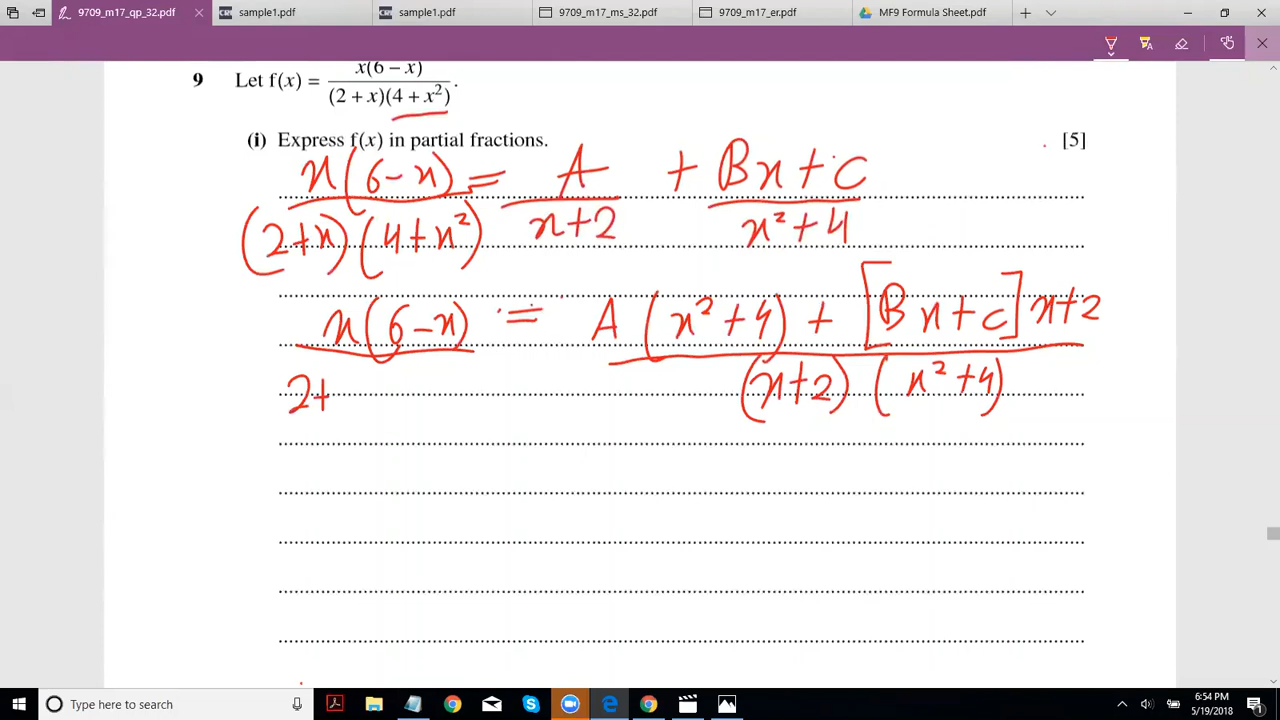 9709_m17_qp_32.pdf
sample1.pdf
sample1.pdf
9709_m17_ms_32.pdf
9709_m17_er.pdf
MF9 Formula Sheet.pdf
9 Let f(x) = x(6 − x) / (2 + x)(4 + x²).
(i) Express f(x) in partial fractions. [5]
x(6-x) = A + Bx+C
(2+x)(4+x²) x+2 x²+4
x(6-x) = A(x²+4) + [Bx+C] x+2
2+ (x+2) (x²+4)
Type here to search
6:54 PM
5/19/2018